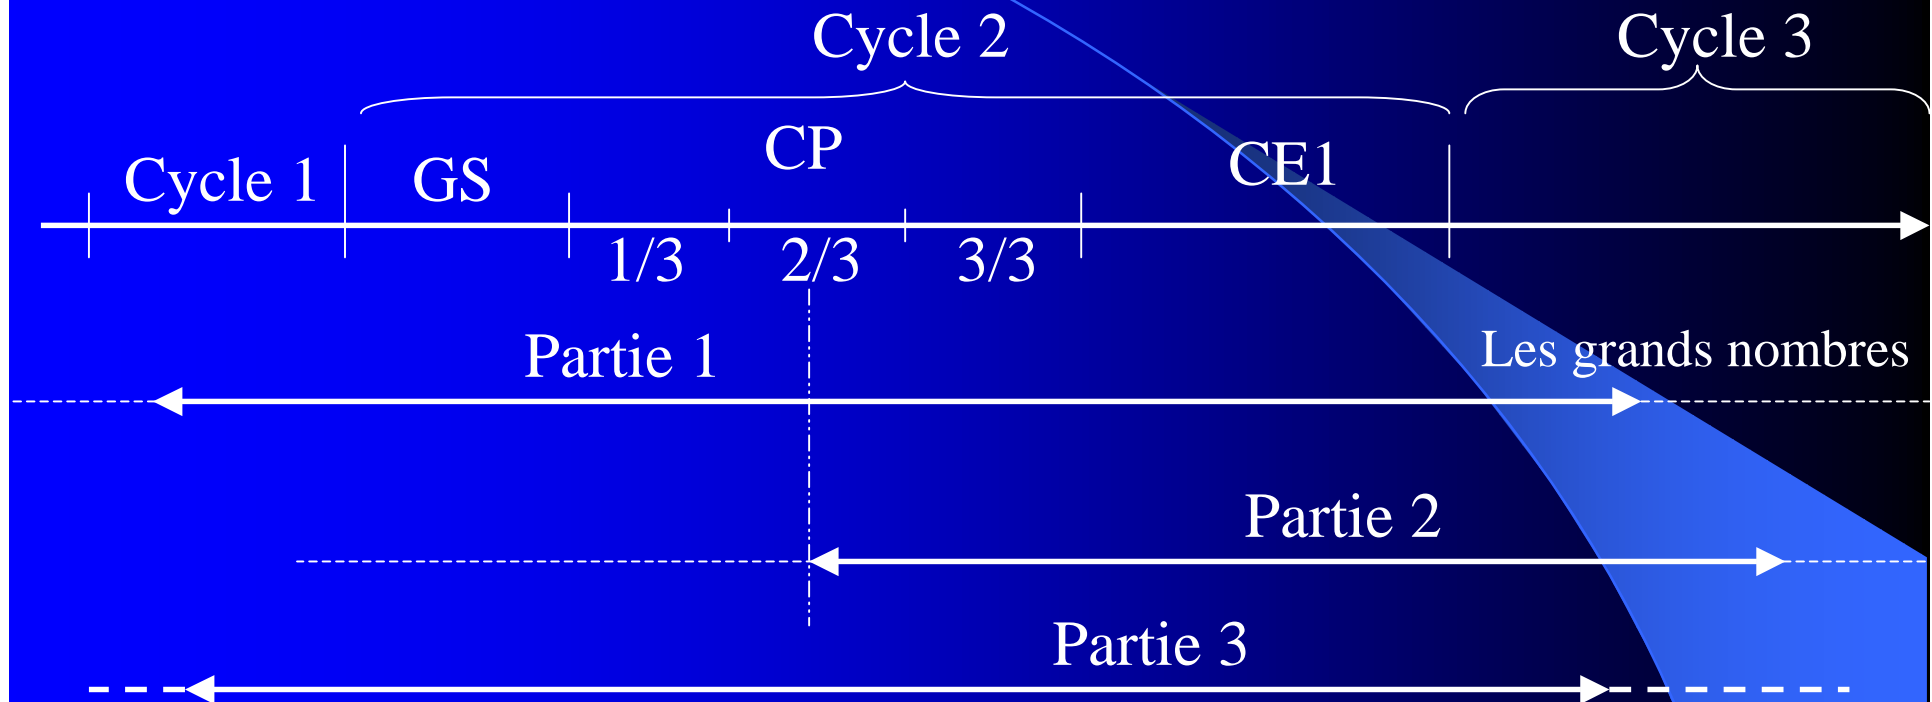 Cycle 2
Cycle 3
Cycle 1
GS
CP
CE1
1/3
2/3
3/3
Partie 1
Les grands nombres
Partie 2
Partie 3